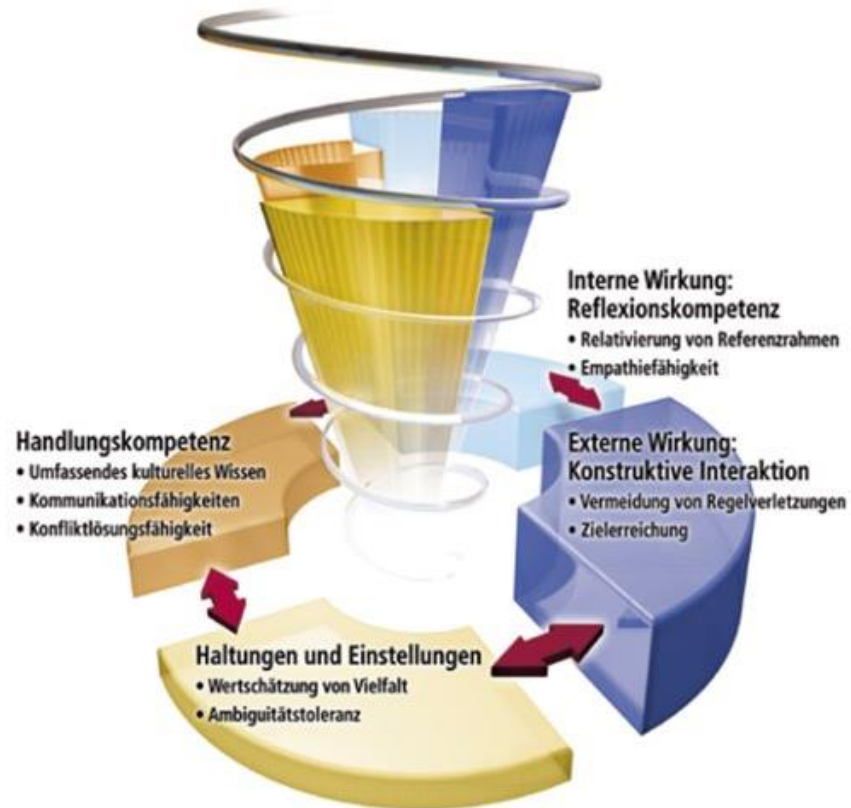 Interne Wirkung:
Reflexionskompetenz
• Relativierung von Referenzrahmen
• Empathiefähigkeit
Handlungskompetenz
• Umfassendes kulturelles Wissen
• Kommunikationsfähigkeiten
• Konfliktlösungsfähigkeit
Externe Wirkung:
Konstruktive Interaktion
• Vermeidung von Regelverletzungen
• Zielerreichung
Haltungen und Einstellungen
• Wertschätzung von Vielfalt
• Ambiguitätstoleranz